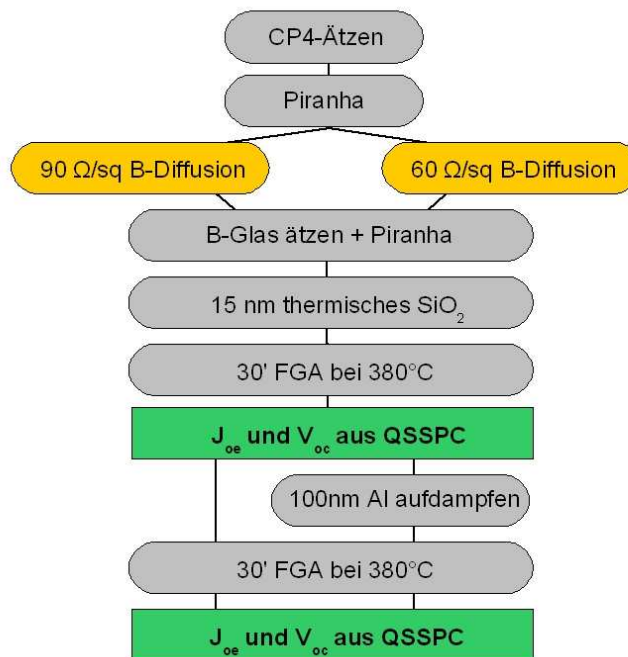 CP4-Ätzen
Piranha
90 Ω/sq B-Diffusion
60 Ω/sq B-Diffusion
B-Glas ätzen + Piranha
15 nm thermisches SiO₂
30' FGA bei 380°C
Jₒₑ und Vₒc aus QSSPC
100nm Al aufdampfen
30' FGA bei 380°C
Jₒₑ und Vₒc aus QSSPC